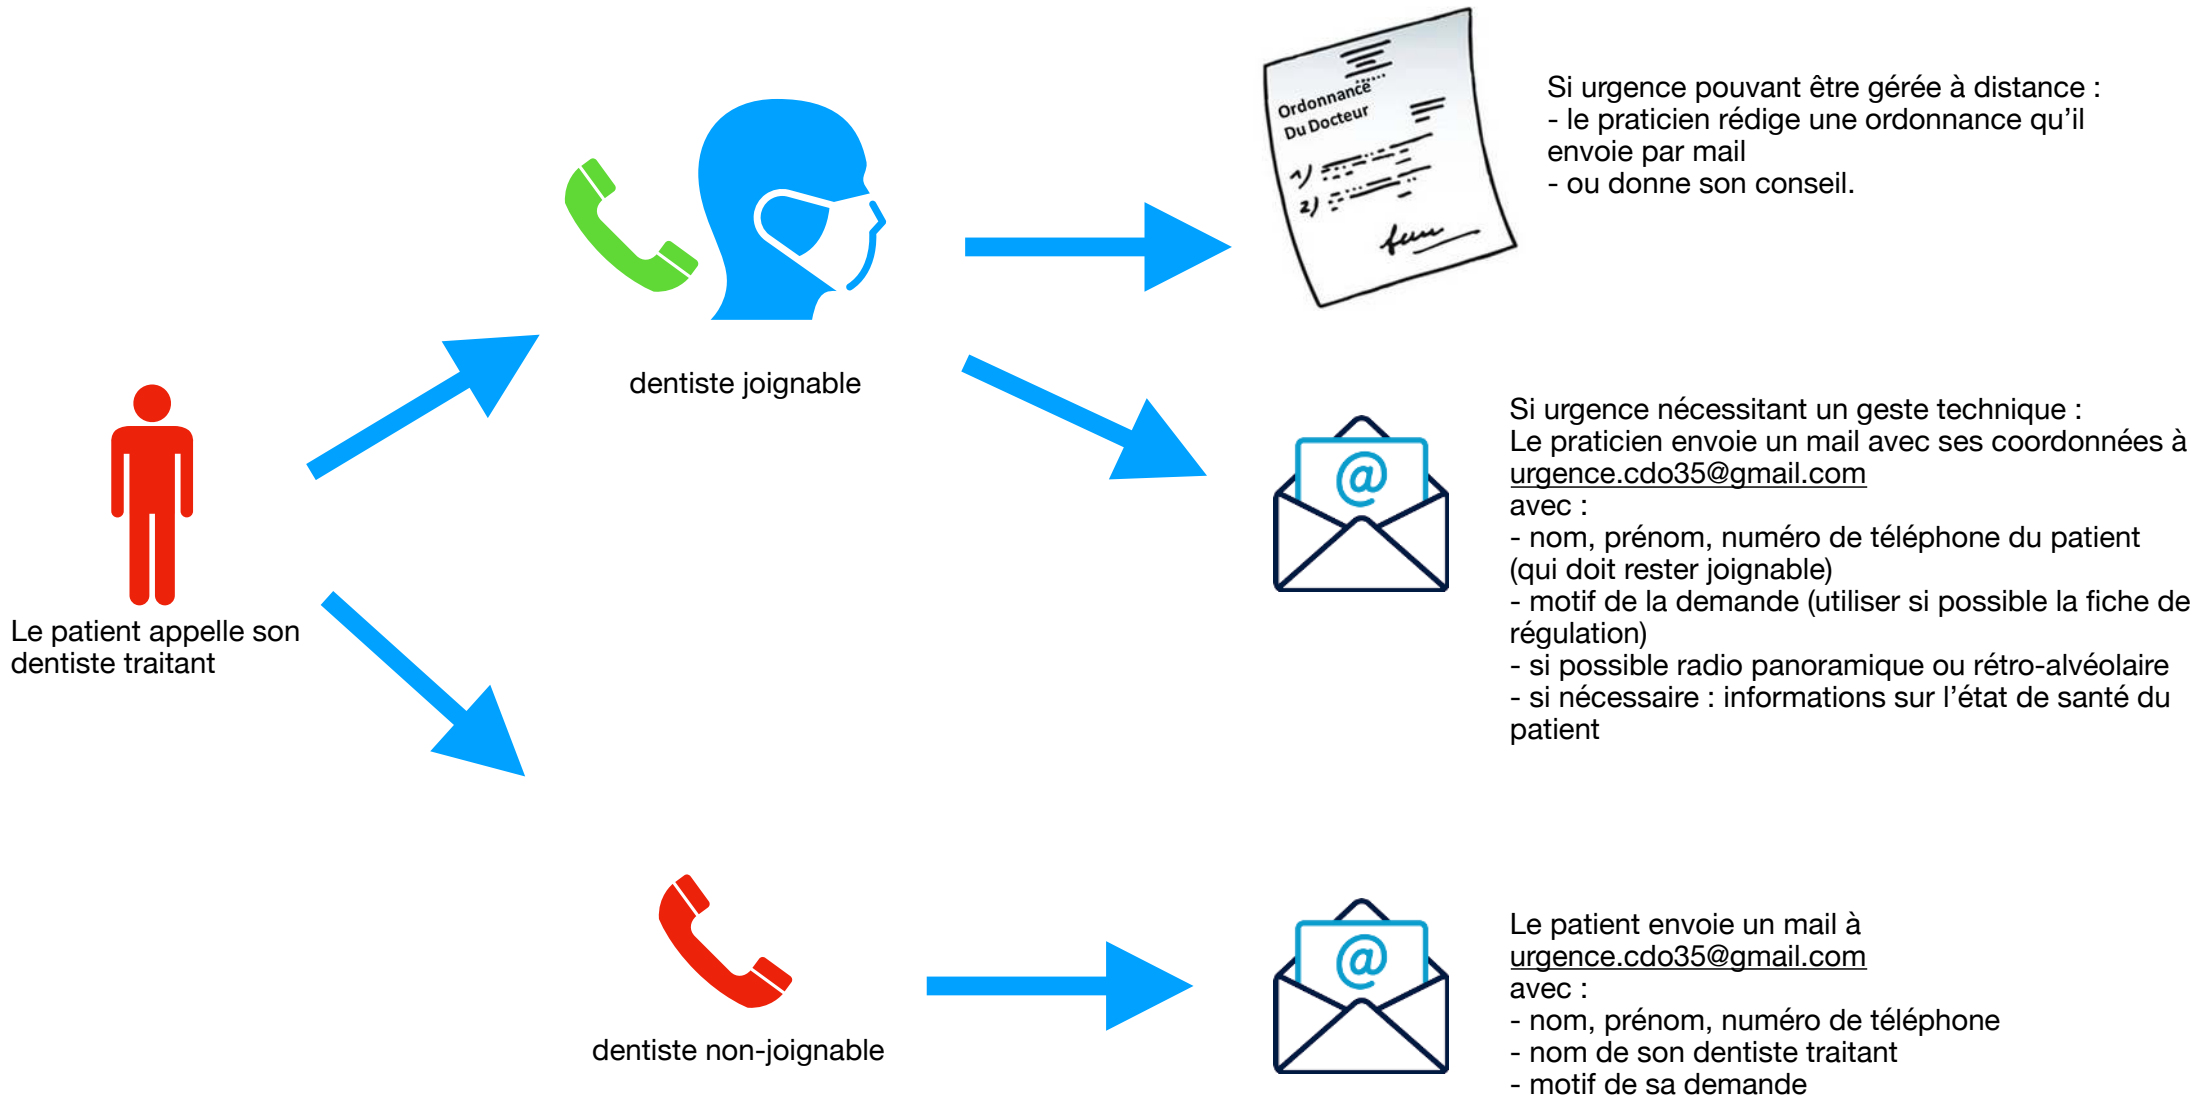 Ordonnance
Du Docteur
1)
2)
Si urgence pouvant être gérée à distance :
- le praticien rédige une ordonnance qu’il
envoie par mail
- ou donne son conseil.
dentiste joignable
Le patient appelle son
dentiste traitant
@
Si urgence nécessitant un geste technique :
Le praticien envoie un mail avec ses coordonnées à
urgence.cdo35@gmail.com
avec :
- nom, prénom, numéro de téléphone du patient
(qui doit rester joignable)
- motif de la demande (utiliser si possible la fiche de
régulation)
- si possible radio panoramique ou rétro-alvéolaire
- si nécessaire : informations sur l’état de santé du
patient
dentiste non-joignable
@
Le patient envoie un mail à
urgence.cdo35@gmail.com
avec :
- nom, prénom, numéro de téléphone
- nom de son dentiste traitant
- motif de sa demande